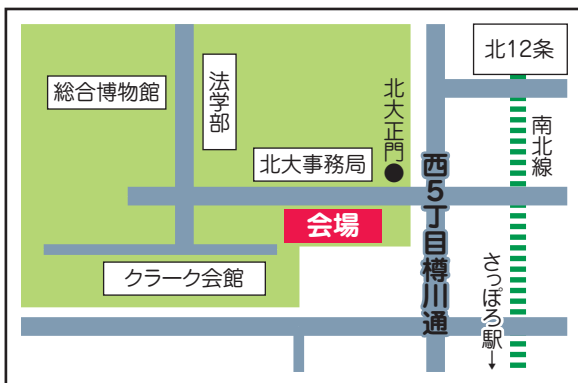 北12条
総合博物館
法学部
北大正門
南北線
北大事務局
西5丁目樽川通
会場
クラーク会館
さっぽろ駅↓